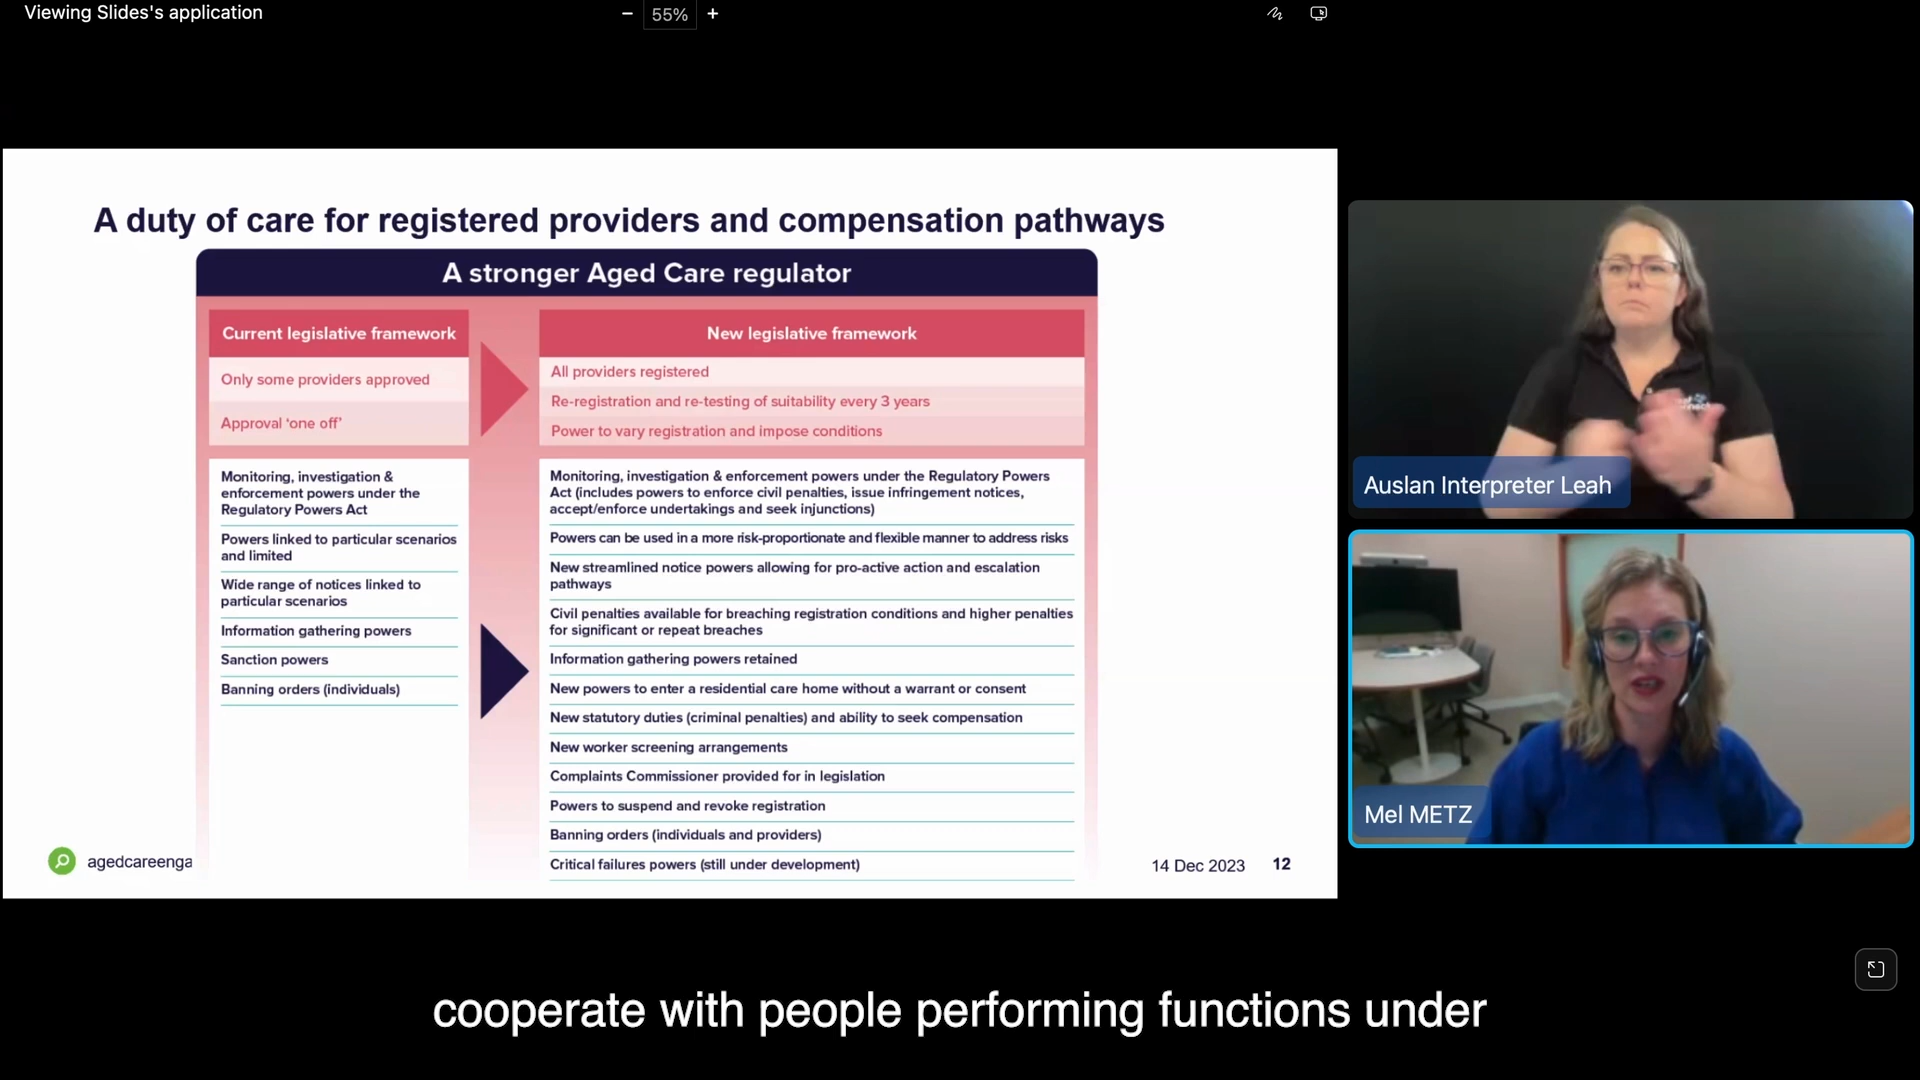 Viewing Slides's application
55%
A duty of care for registered providers and compensation pathways
A stronger Aged Care regulator
Current legislative framework
Only some providers approved
Approval ‘one off’
New legislative framework
All providers registered
Re-registration and re-testing of suitability every 3 years
Power to vary registration and impose conditions
Monitoring, investigation &
enforcement powers under the
Regulatory Powers Act
Powers linked to particular scenarios
and limited
Wide range of notices linked to
particular scenarios
Information gathering powers
Sanction powers
Banning orders (individuals)
Monitoring, investigation & enforcement powers under the Regulatory Powers
Act (includes powers to enforce civil penalties, issue infringement notices,
accept/enforce undertakings and seek injunctions)
Powers can be used in a more risk-proportionate and flexible manner to address risks
New streamlined notice powers allowing for pro-active action and escalation
pathways
Civil penalties available for breaching registration conditions and higher penalties
for significant or repeat breaches
Information gathering powers retained
New powers to enter a residential care home without a warrant or consent
New statutory duties (criminal penalties) and ability to seek compensation
New worker screening arrangements
Complaints Commissioner provided for in legislation
Powers to suspend and revoke registration
Banning orders (individuals and providers)
Critical failures powers (still under development)
agedcareenga
14 Dec 2023 12
Auslan Interpreter Leah
Mel METZ
cooperate with people performing functions under